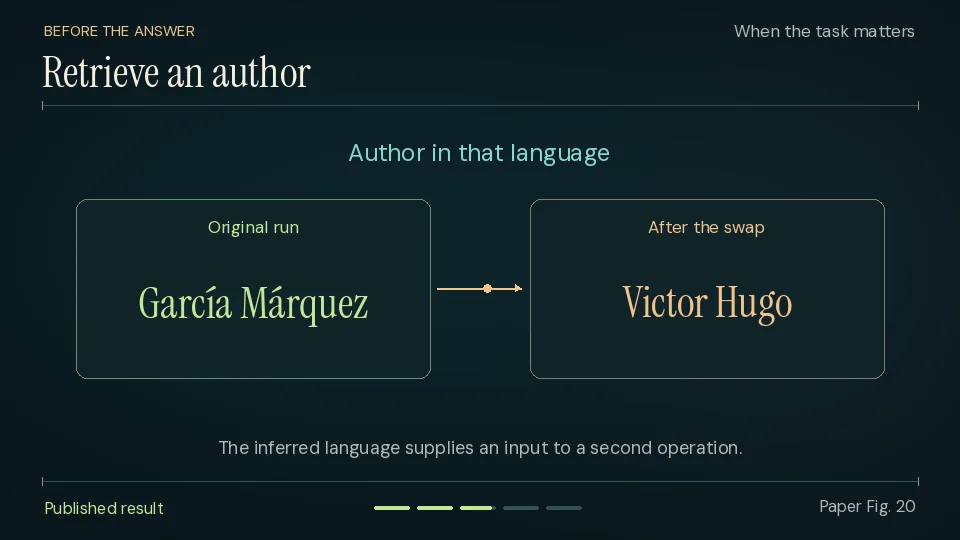 BEFORE THE ANSWER
When the task matters
Retrieve an author
Author in that language
Original run
After the swap
García Márquez
Victor Hugo
The inferred language supplies an input to a second operation.
Published result
Paper Fig. 20